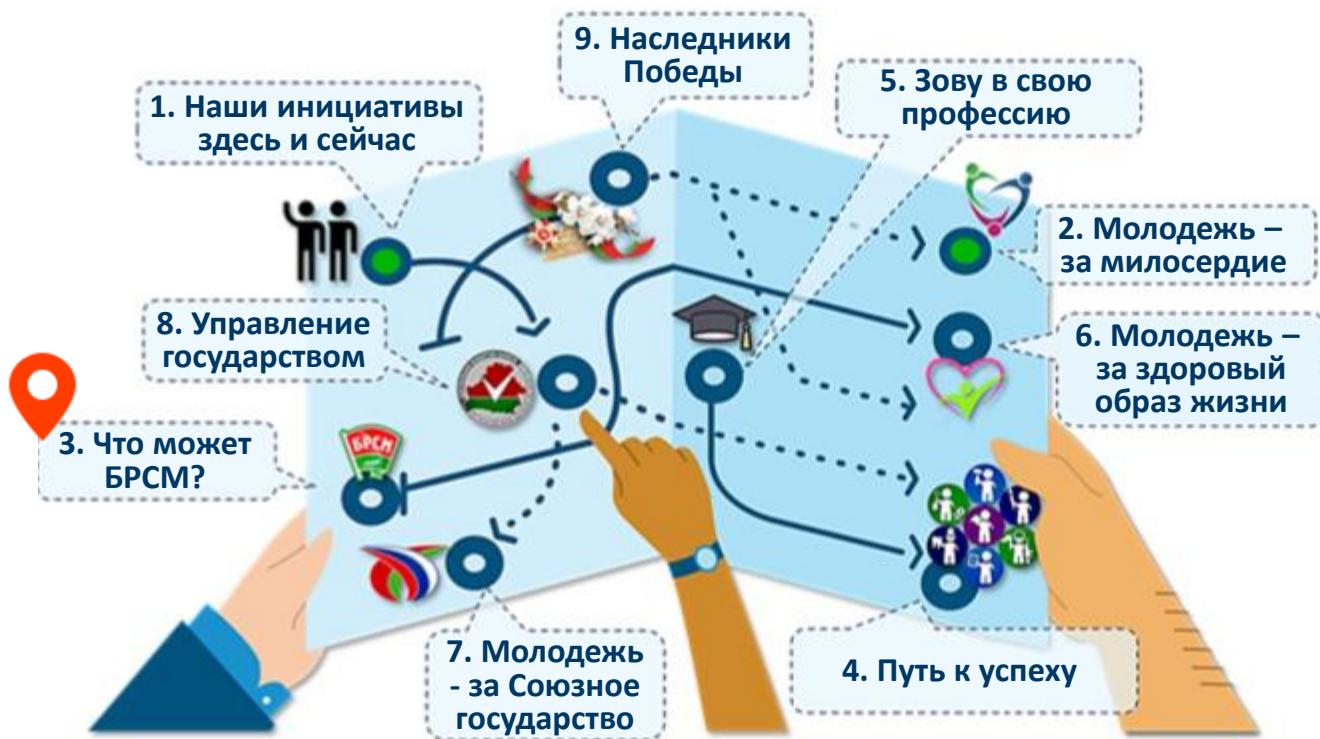 9. Наследники
Победы
5. Зову в свою
профессию
1. Наши инициативы
здесь и сейчас
2. Молодежь –
за милосердие
8. Управление
государством
6. Молодежь –
за здоровый
образ жизни
3. Что может
БРСМ?
БРСМ
7. Молодежь
- за Союзное
государство
4. Путь к успеху